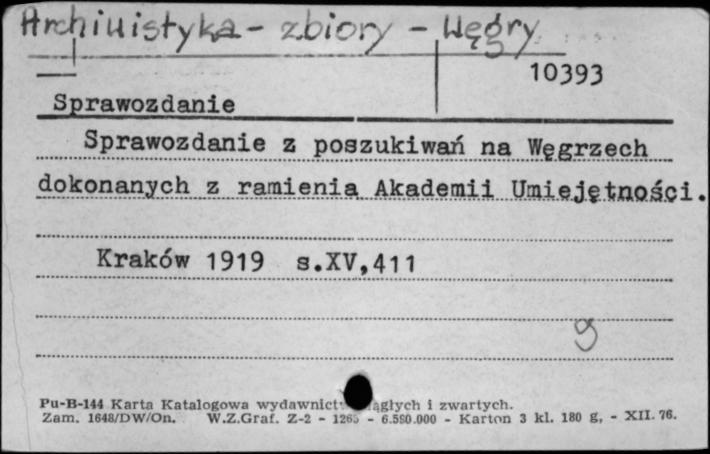 Archiwistyka - zbiory - Węgry
10393
Sprawozdanie
Sprawozdanie z poszukiwań na Węgrzech
dokonanych z ramienia Akademii Umiejętności.
Kraków 1919 s.XV,411
g
Pu-B-144 Karta Katalogowa wydawnict ągłych i zwartych.
Zam. 1648/DW/On. W.Z.Graf. Z-2 - 1265 - 6.580.000 - Karton 3 kl. 180 g, - XII. 76.